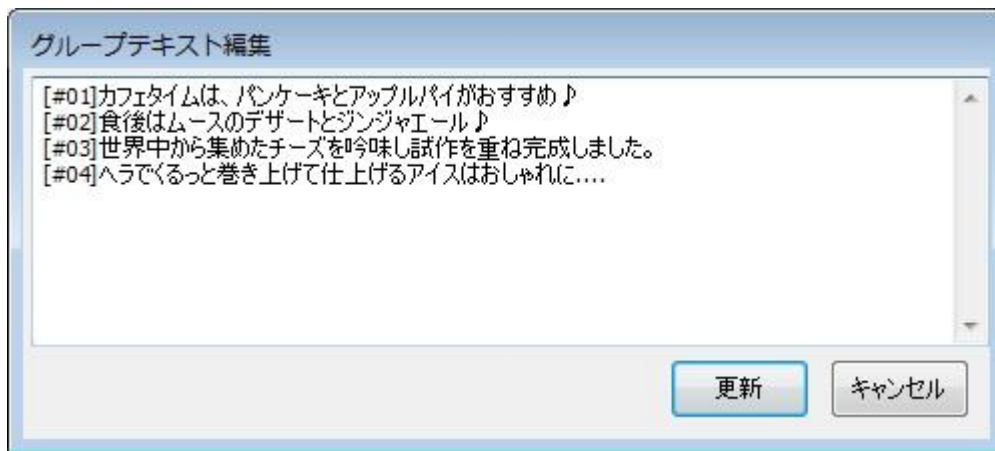 グループテキスト編集
[#01]カフェタイムは、パンケーキとアップルパイがおすすめ♪
[#02]食後はムースのデザートとジンジャエール♪
[#03]世界中から集めたチーズを吟味し試作を重ね完成しました。
[#04]ヘラでくるっと巻き上げて仕上げるアイスはおしゃれに....
更新
キャンセル